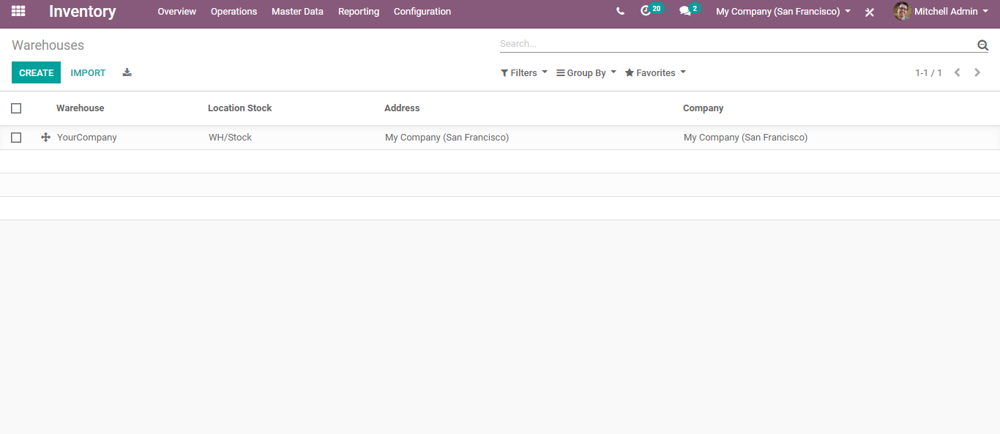 Inventory Overview Operations Master Data Reporting Configuration 20 2 My Company (San Francisco) Mitchell Admin
Warehouses Search...
CREATE IMPORT Filters Group By Favorites 1-1 / 1
Warehouse Location Stock Address Company
YourCompany WH/Stock My Company (San Francisco) My Company (San Francisco)